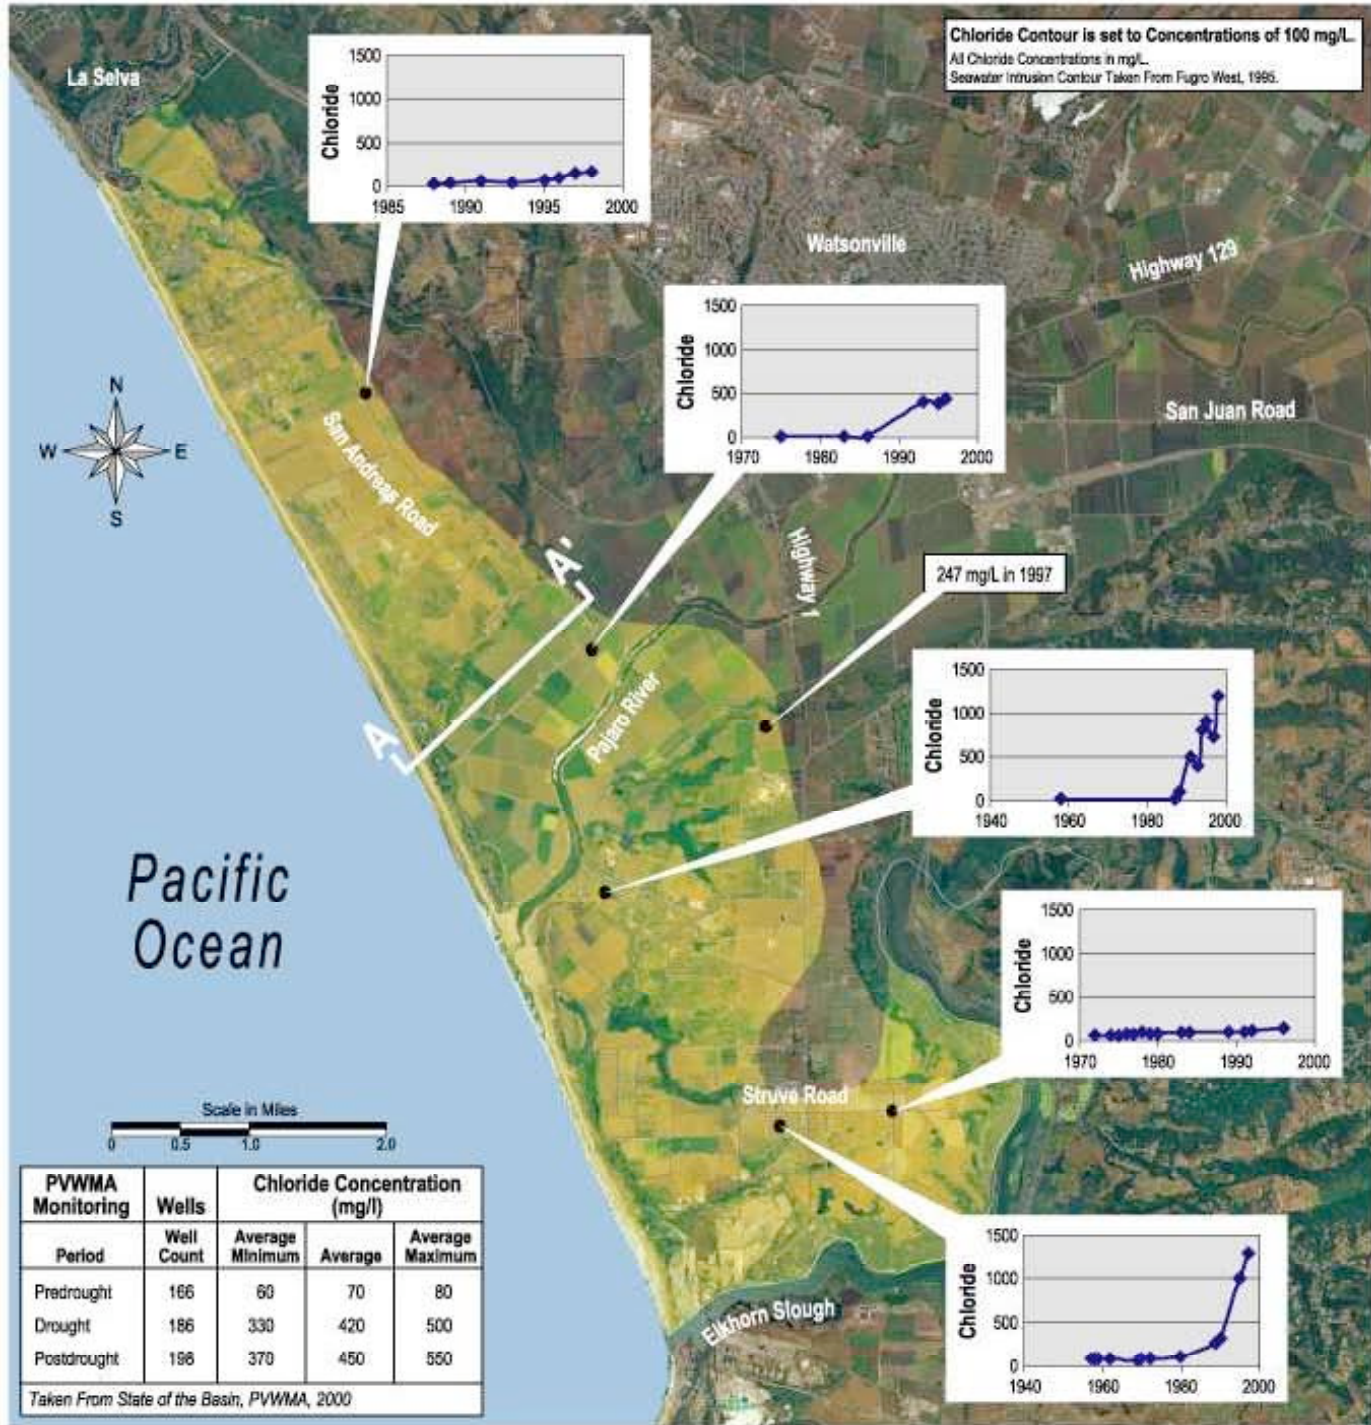 Chloride Contour is set to Concentrations of 100 mg/L.
All Chloride Concentrations in mg/L.
Seawater Intrusion Contour Taken From Fugro West, 1995.
La Selva
Chloride
1500
1000
500
0
1985 1990 1995 2000
Watsonville
Highway 129
Chloride
1500
1000
500
0
1970 1980 1990 2000
San Juan Road
N
W E
S
San Andreas Road
A'
Highway 1
247 mg/L in 1997
Pajaro River
A
Chloride
1500
1000
500
0
1940 1960 1980 2000
Pacific
Ocean
Chloride
1500
1000
500
0
1970 1980 1990 2000
Struve Road
Scale in Miles
0 0.5 1.0 2.0
PVWMA Monitoring Wells Chloride Concentration (mg/l)
Period Well Count Average Minimum Average Average Maximum
Predrought 166 60 70 80
Drought 186 330 420 500
Postdrought 198 370 450 550
Taken From State of the Basin, PVWMA, 2000
Elkhorn Slough
Chloride
1500
1000
500
0
1940 1960 1980 2000